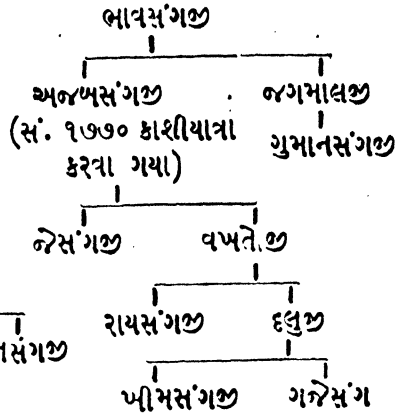 ભાવસંગજી
અજબસંગજી જગમાલજી
(સં. ૧૭૭૦ કાશીયાત્રા ગુમાનસંગજી
કરવા ગયા)
જેસંગજી વખતોજી
રાયસંગજી દલુજી
ખીમસંગજી ગજેસંગ